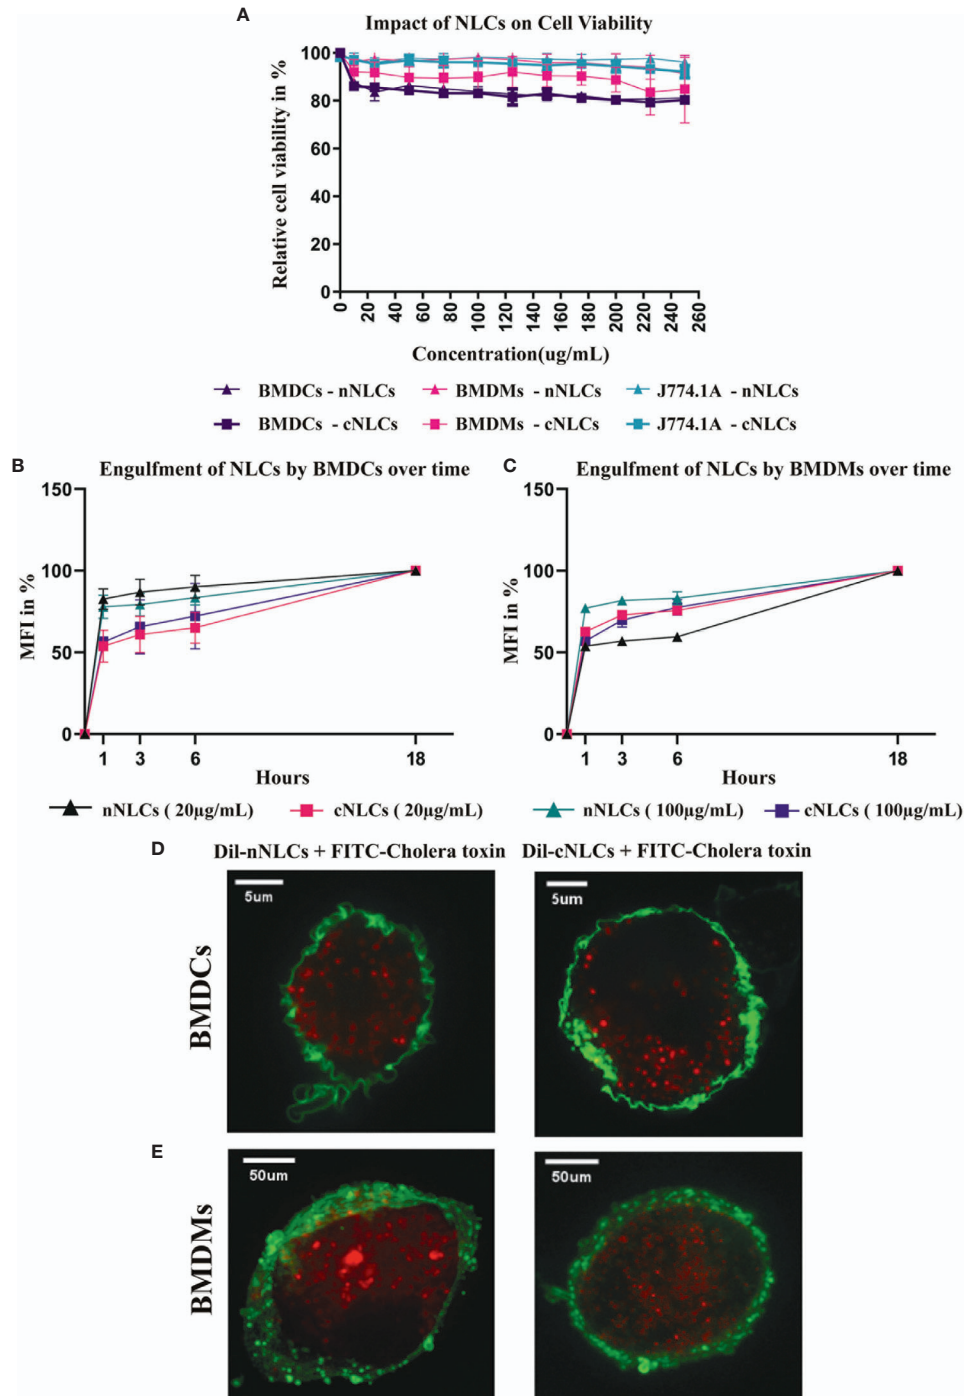 A
Impact of NLCs on Cell Viability
Relative cell viability in %
100
80
60
40
20
0
0 20 40 60 80 100 120 140 160 180 200 220 240 260
Concentration(ug/mL)
BMDCs - nNLCs BMDMs - nNLCs J774.1A - nNLCs
BMDCs - cNLCs BMDMs - cNLCs J774.1A - cNLCs
B
Engulfment of NLCs by BMDCs over time
MFI in %
150
100
50
0
1 3 6 18
Hours
C
Engulfment of NLCs by BMDMs over time
MFI in %
150
100
50
0
1 3 6 18
Hours
nNLCs ( 20µg/mL) cNLCs ( 20µg/mL) nNLCs ( 100µg/mL) cNLCs ( 100µg/mL)
D
Dil-nNLCs + FITC-Cholera toxin Dil-cNLCs + FITC-Cholera toxin
BMDCs
5um
5um
E
BMDMs
50um
50um